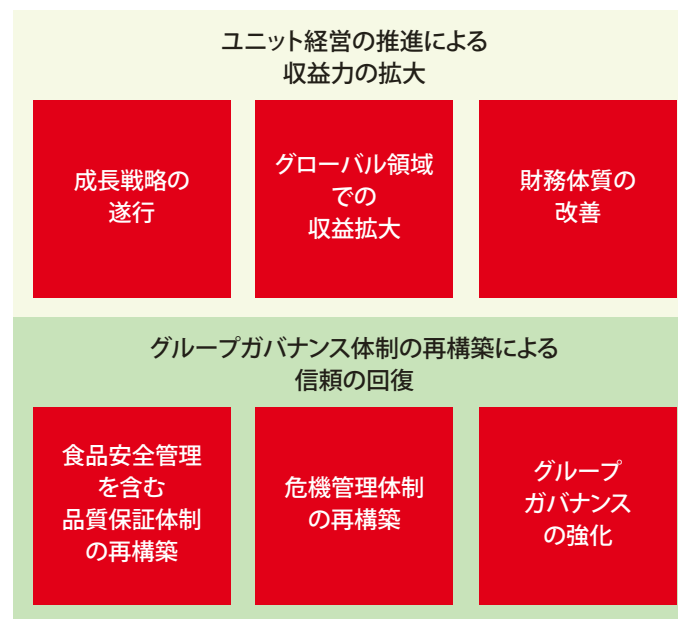 ユニット経営の推進による
収益力の拡大
成長戦略の
遂行
グローバル領域
での
収益拡大
財務体質の
改善
グループガバナンス体制の再構築による
信頼の回復
食品安全管理
を含む
品質保証体制
の再構築
危機管理体制
の再構築
グループ
ガバナンス
の強化